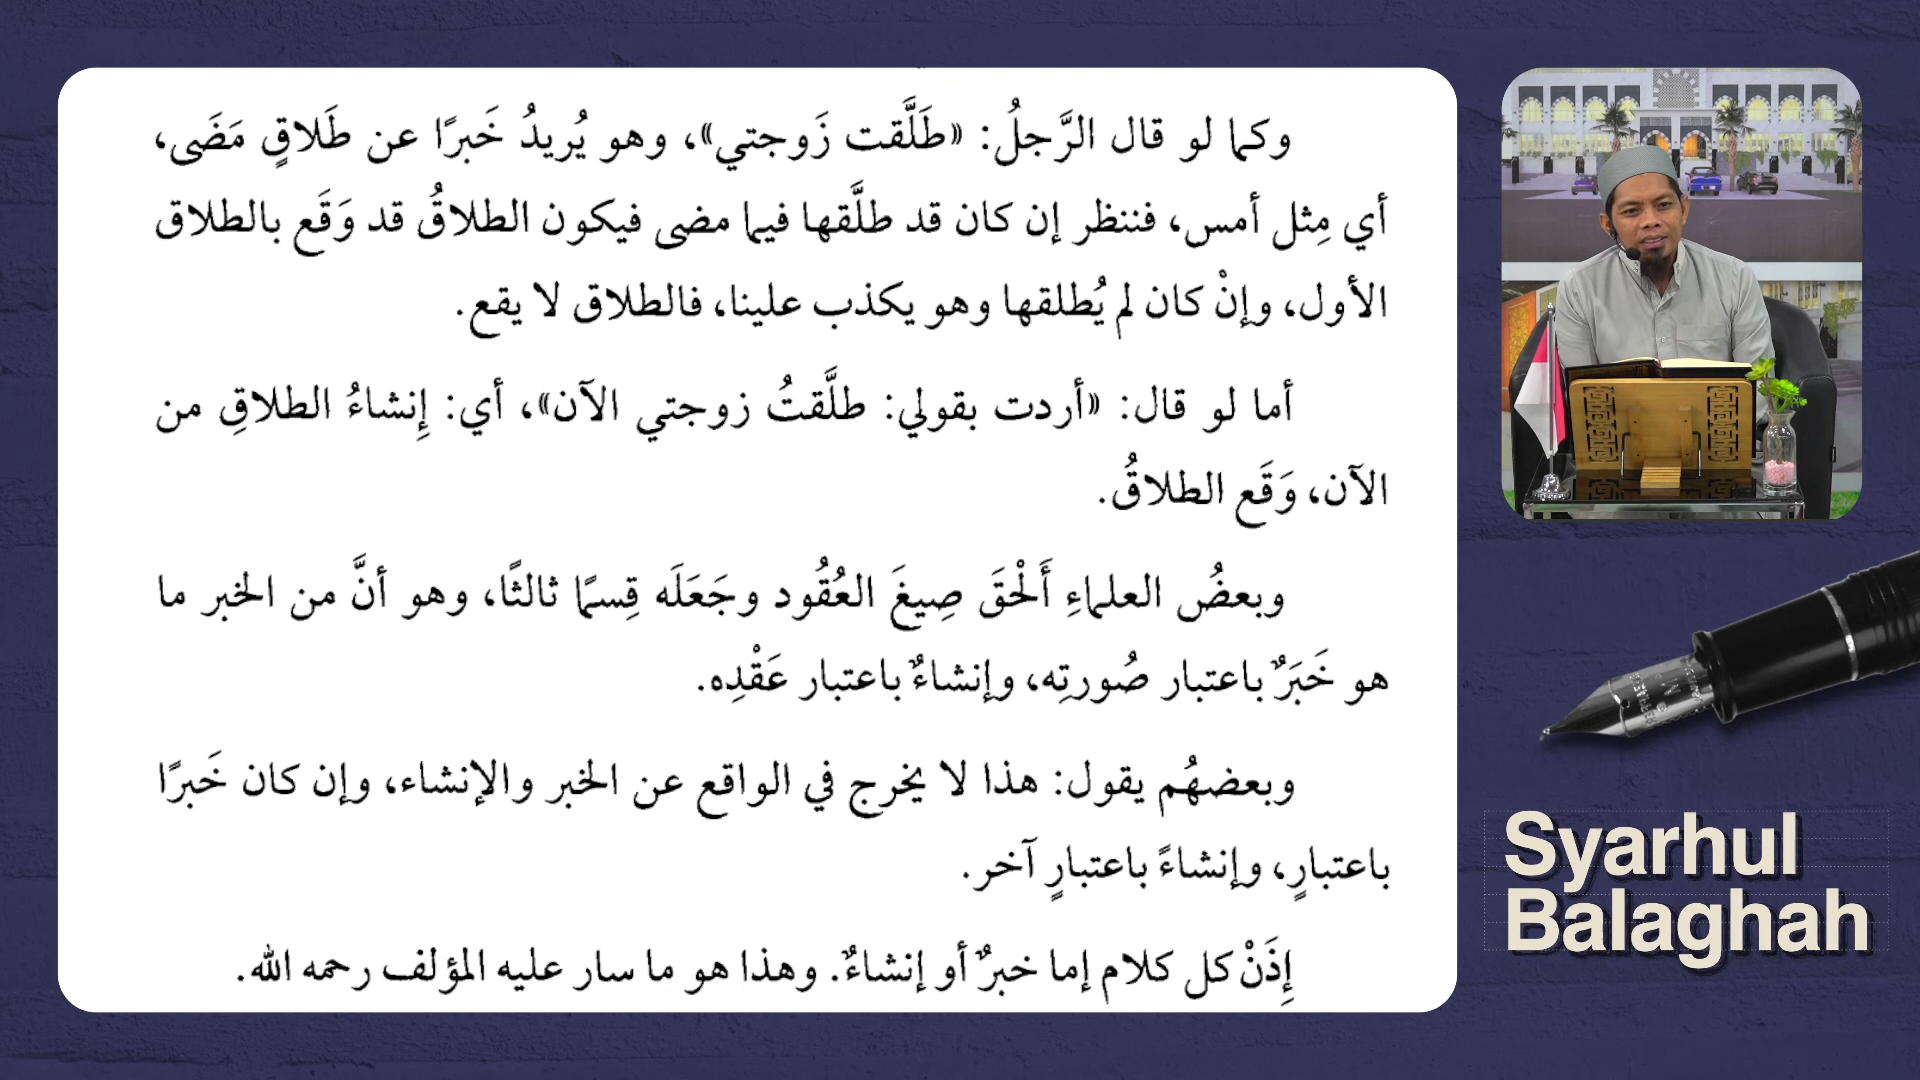 وكما لو قال الرَّجلُ: «طَلَّقت زَوجتي»، وهو يُريدُ خَبرًا عن طَلاقٍ مَضَى،
أي مِثل أمس، فننظر إن كان قد طلَّقها فيما مضى فيكون الطلاقُ قد وَقَع بالطلاق
الأول، وإنْ كان لم يُطلقها وهو يكذب علينا، فالطلاق لا يقع.
أما لو قال: «أردت بقولي: طلَّقتُ زوجتي الآن»، أي: إِنشاءُ الطلاقِ من
الآن، وَقَع الطلاقُ.
وبعضُ العلماءِ أَلْحَقَ صِيغَ العُقُود وجَعَلَه قِسمًا ثالثًا، وهو أنَّ من الخبر ما
هو خَبَرٌ باعتبار صُورتِه، وإنشاءٌ باعتبار عَقْدِه.
وبعضهُم يقول: هذا لا يخرج في الواقع عن الخبر والإنشاء، وإن كان خَبرًا
باعتبارٍ، وإنشاءً باعتبارٍ آخر.
إِذَنْ كل كلام إما خبرٌ أو إنشاءٌ. وهذا هو ما سار عليه المؤلف رحمه الله.
Syarhul
Balaghah